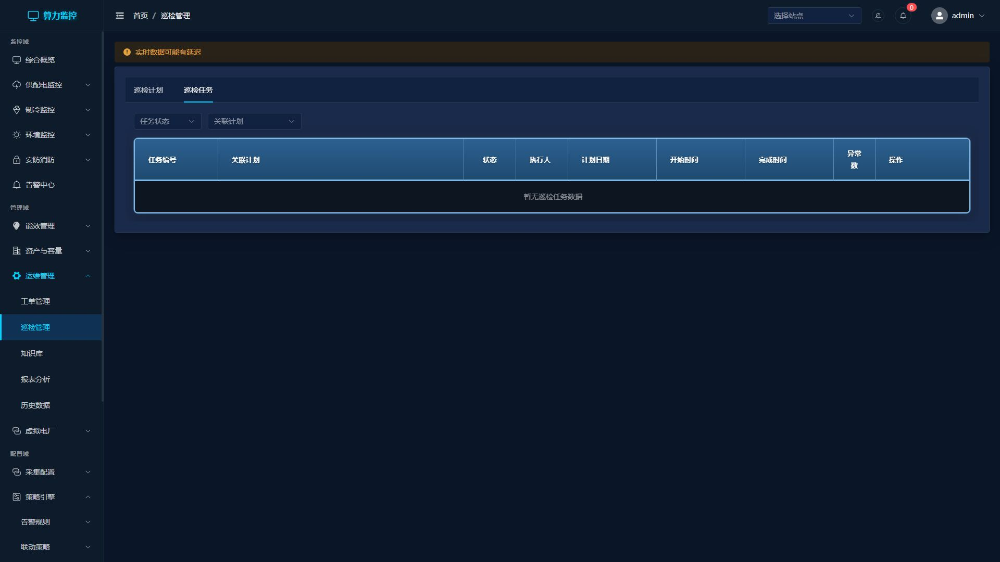 算力监控
首页 / 巡检管理
选择站点
0
admin
监控域
综合概览
供配电监控
制冷监控
环境监控
安防消防
告警中心
管理域
能效管理
资产与容量
运维管理
工单管理
巡检管理
知识库
报表分析
历史数据
虚拟电厂
配置域
采集配置
策略引擎
告警规则
联动策略
实时数据可能有延迟
巡检计划 巡检任务
任务状态 关联计划
任务编号 关联计划 状态 执行人 计划日期 开始时间 完成时间 异常数 操作
暂无巡检任务数据